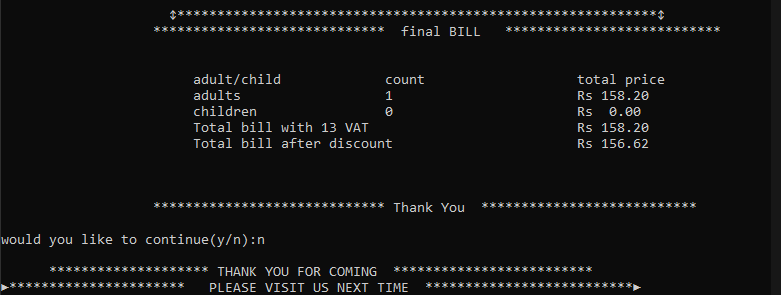 ↕************************************************************↕
***************************** final BILL ***************************
adult/child count total price
adults 1 Rs 158.20
children 0 Rs 0.00
Total bill with 13 VAT Rs 158.20
Total bill after discount Rs 156.62
***************************** Thank You ***************************
would you like to continue(y/n):n
******************** THANK YOU FOR COMING *************************
►********************** PLEASE VISIT US NEXT TIME **************************►